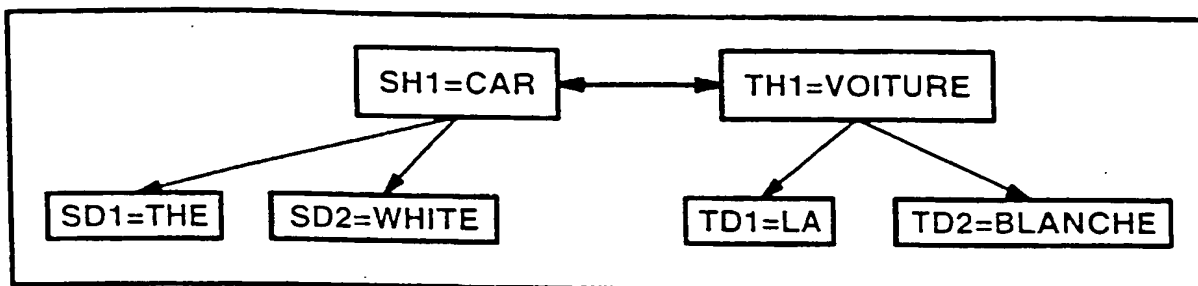 SH1=CAR
TH1=VOITURE
SD1=THE
SD2=WHITE
TD1=LA
TD2=BLANCHE